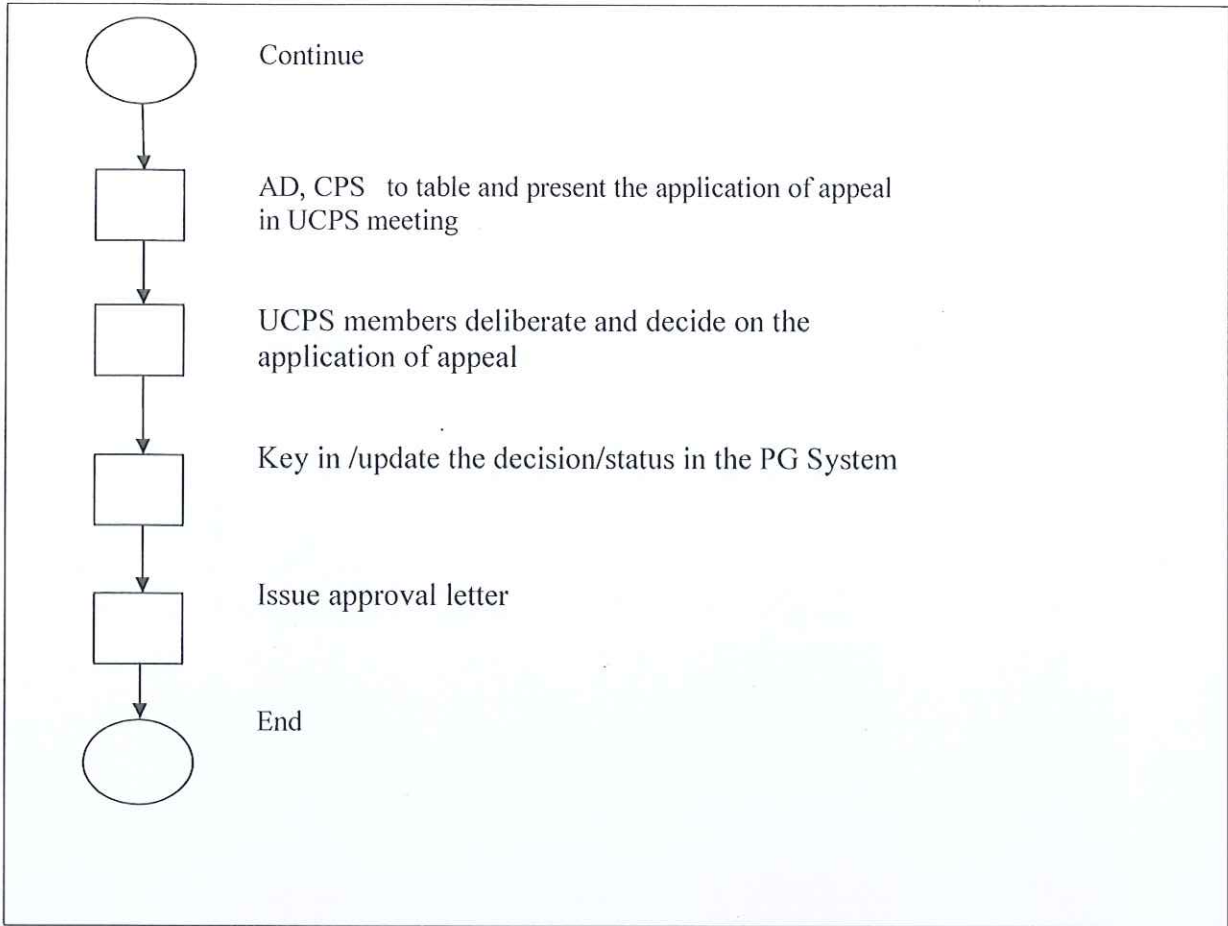 Continue
AD, CPS to table and present the application of appeal
in UCPS meeting
UCPS members deliberate and decide on the
application of appeal
Key in /update the decision/status in the PG System
Issue approval letter
End